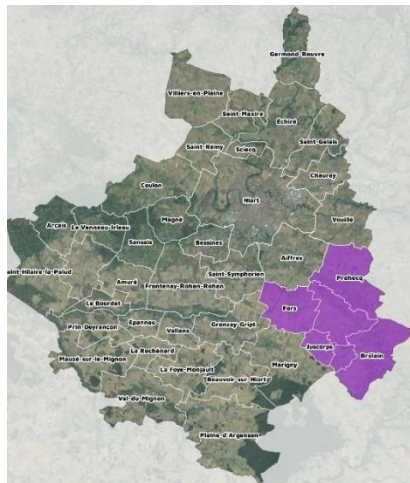 Germond-Rouvre
Villiers-en-Plaine
Saint-Maxire
Echiré
Saint-Gelais
Saint-Rémy
Sciecq
Chauray
Coulon
Niort
Magné
Vouillé
Arçais
Le Vanneau-Irleau
Sansais
Bessines
Aiffres
Saint-Hilaire-la-Palud
Saint-Symphorien
Prahecq
Amuré
Frontenay-Rohan-Rohan
Le Bourdet
Fors
Prin-Deyrançon
Epannes
Vallans
Granzay-Gript
Juscorps
Brûlain
Mauzé-sur-le-Mignon
La Rochénard
La Foye-Monjault
Marigny
Beauvoir-sur-Niort
Val-du-Mignon
Plaine-d'Argenson